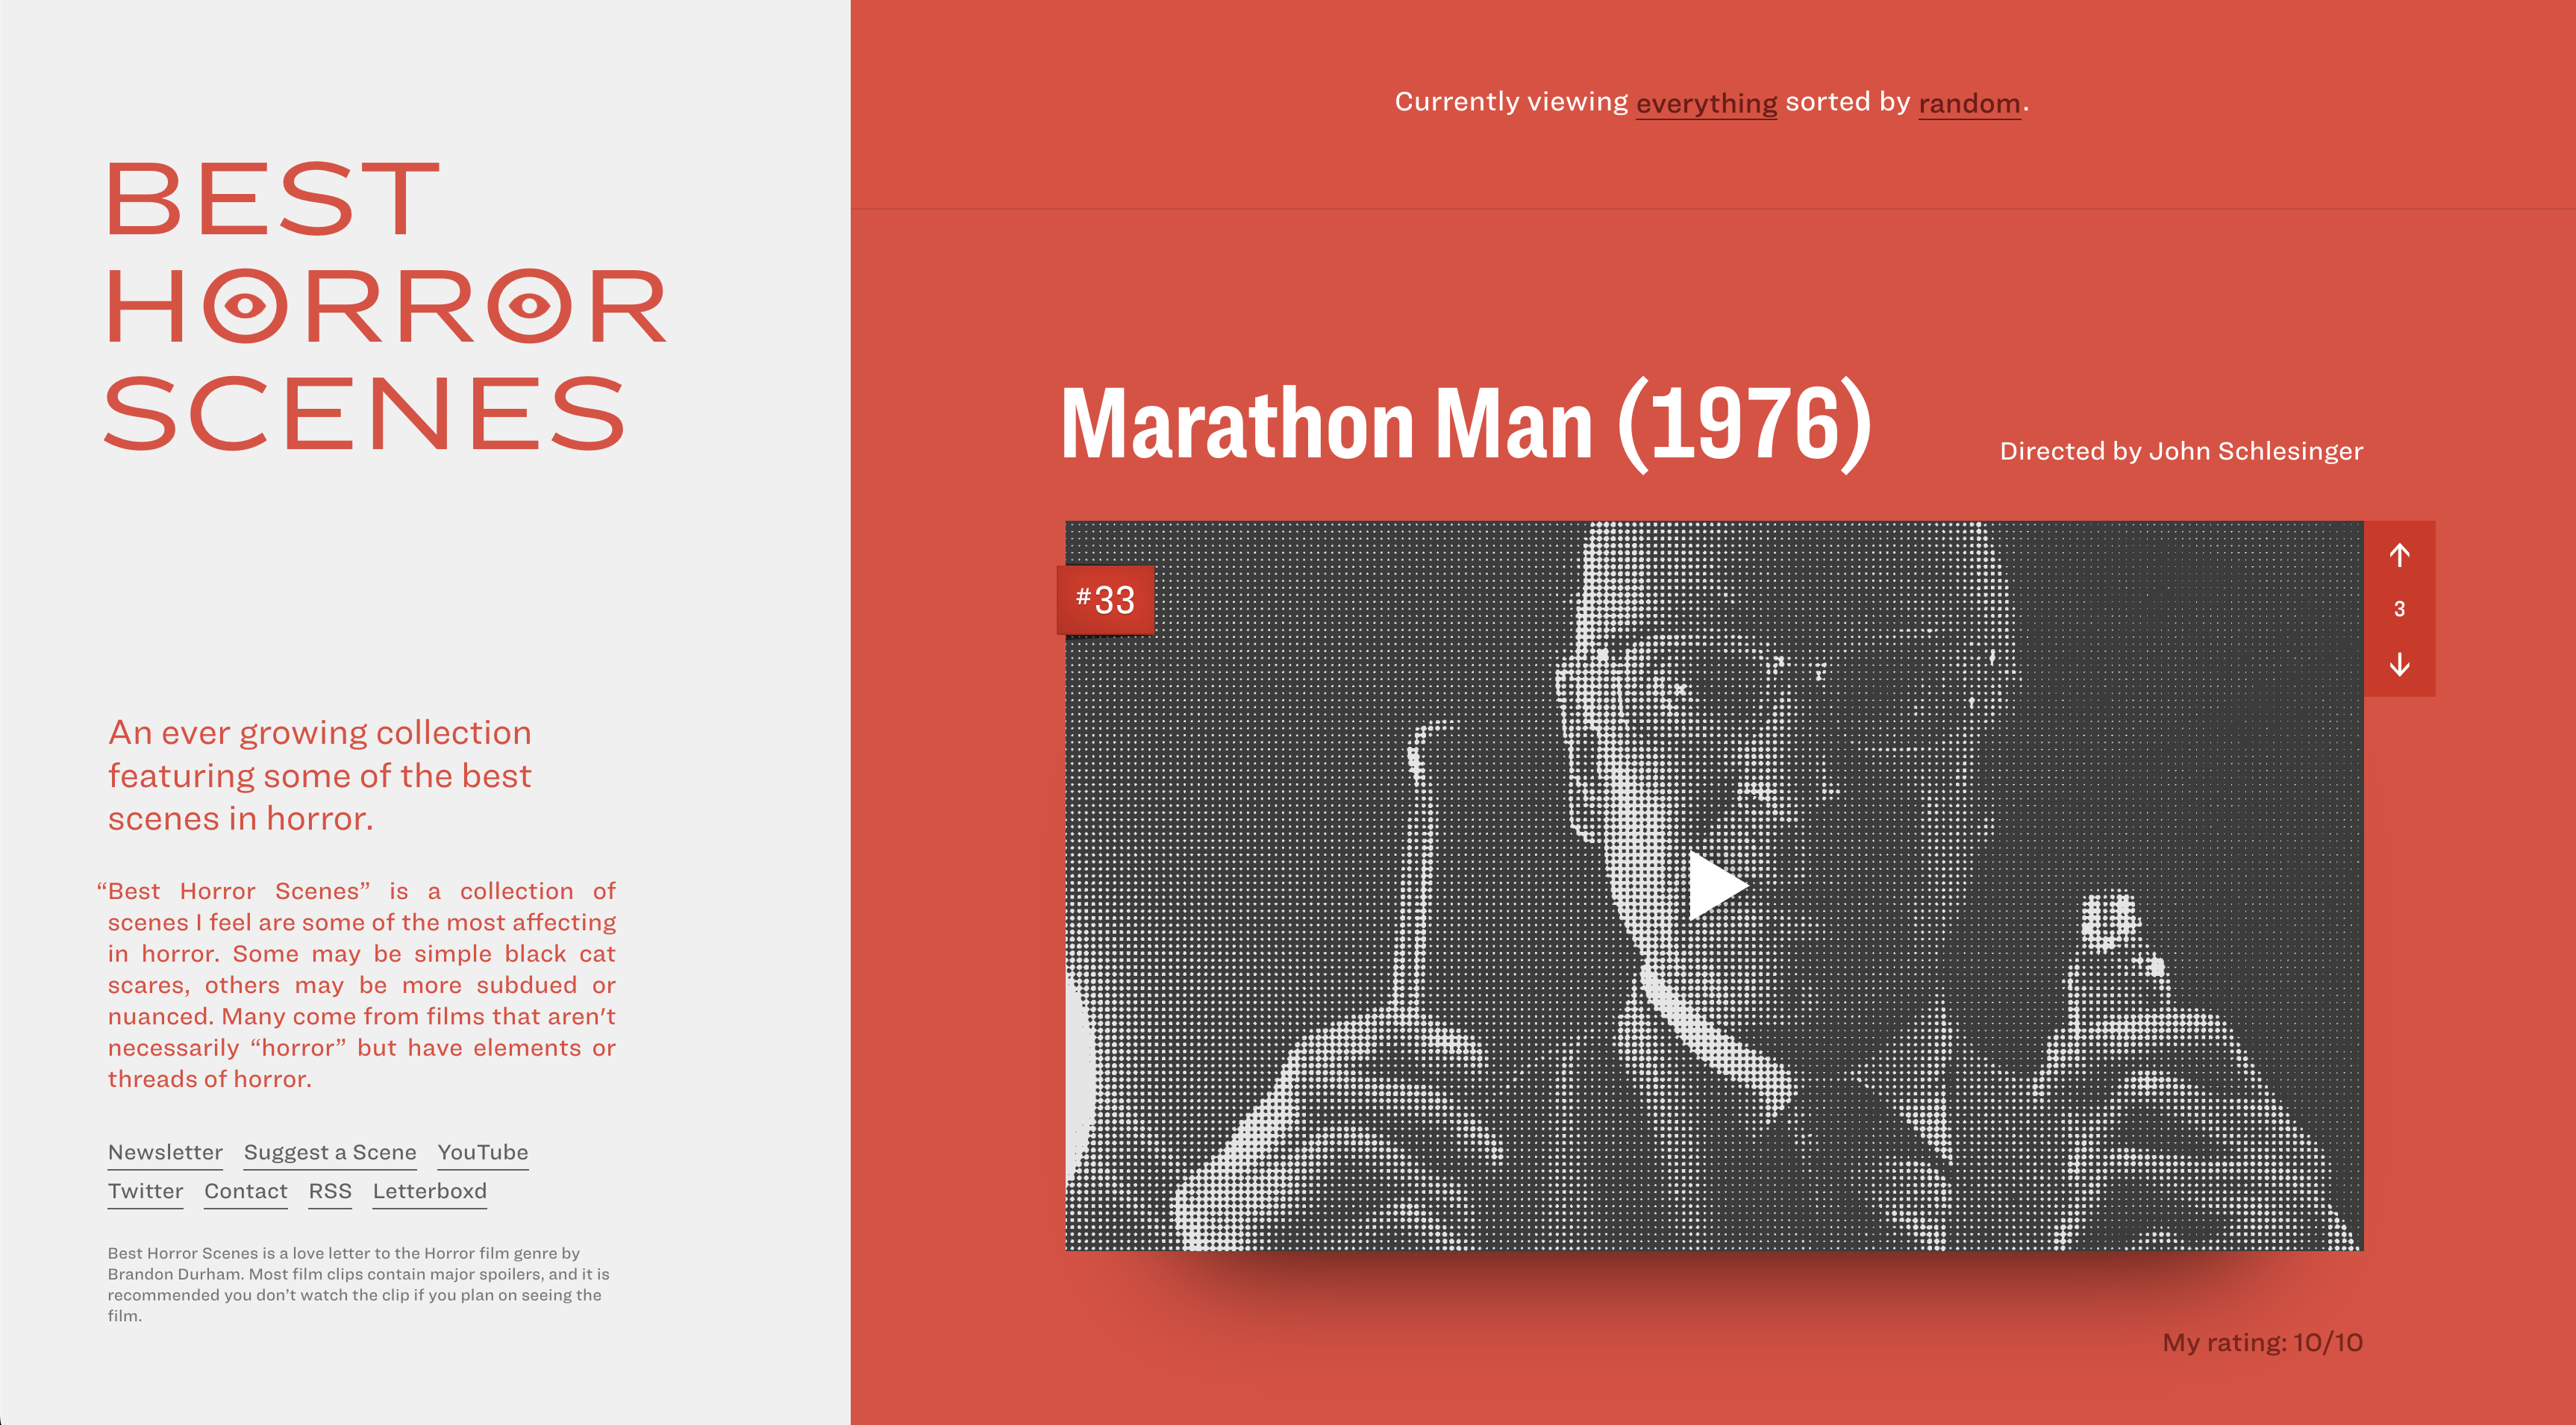 BEST
HORROR
SCENES
An ever growing collection
featuring some of the best
scenes in horror.
“Best Horror Scenes” is a collection of
scenes I feel are some of the most affecting
in horror. Some may be simple black cat
scares, others may be more subdued or
nuanced. Many come from films that aren't
necessarily “horror” but have elements or
threads of horror.
Newsletter Suggest a Scene YouTube
Twitter Contact RSS Letterboxd
Best Horror Scenes is a love letter to the Horror film genre by
Brandon Durham. Most film clips contain major spoilers, and it is
recommended you don’t watch the clip if you plan on seeing the
film.
Currently viewing everything sorted by random.
Marathon Man (1976)
Directed by John Schlesinger
#33
3
My rating: 10/10